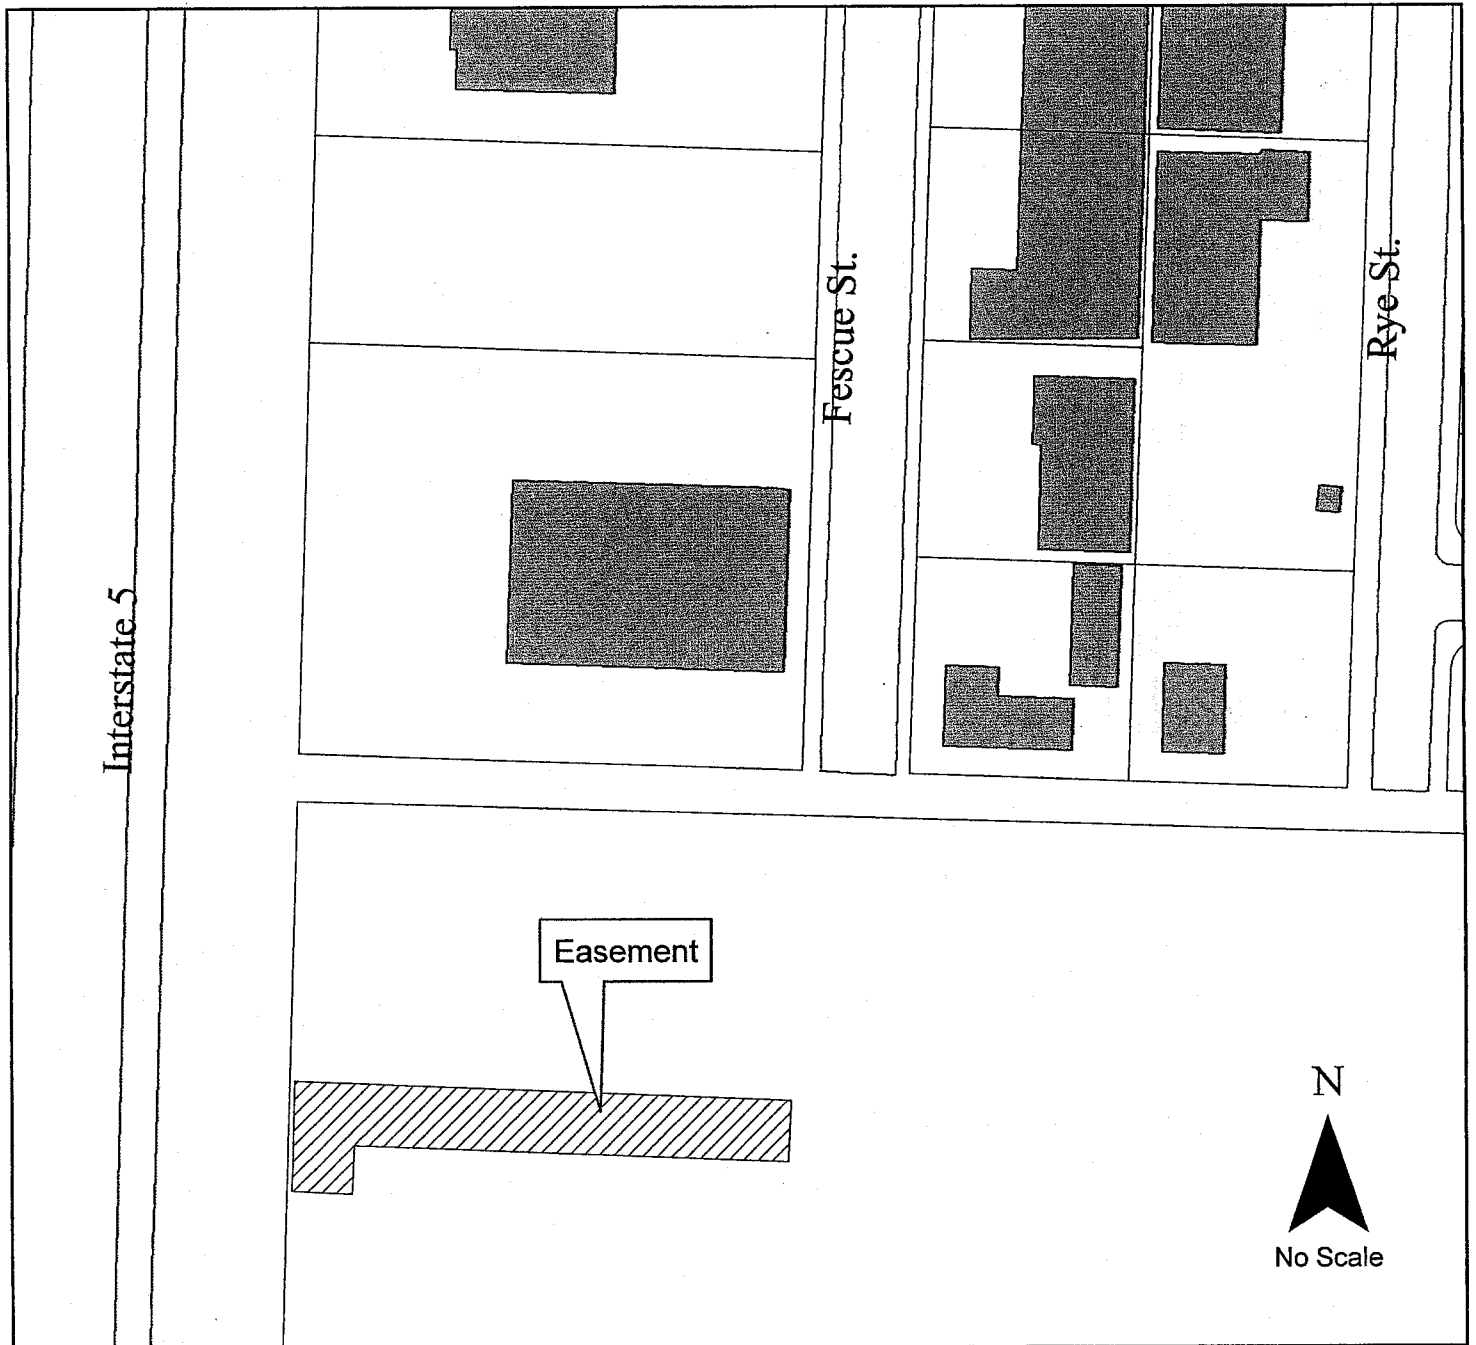 Fescue St.
Rye St.
Interstate 5
Easement
N
No Scale